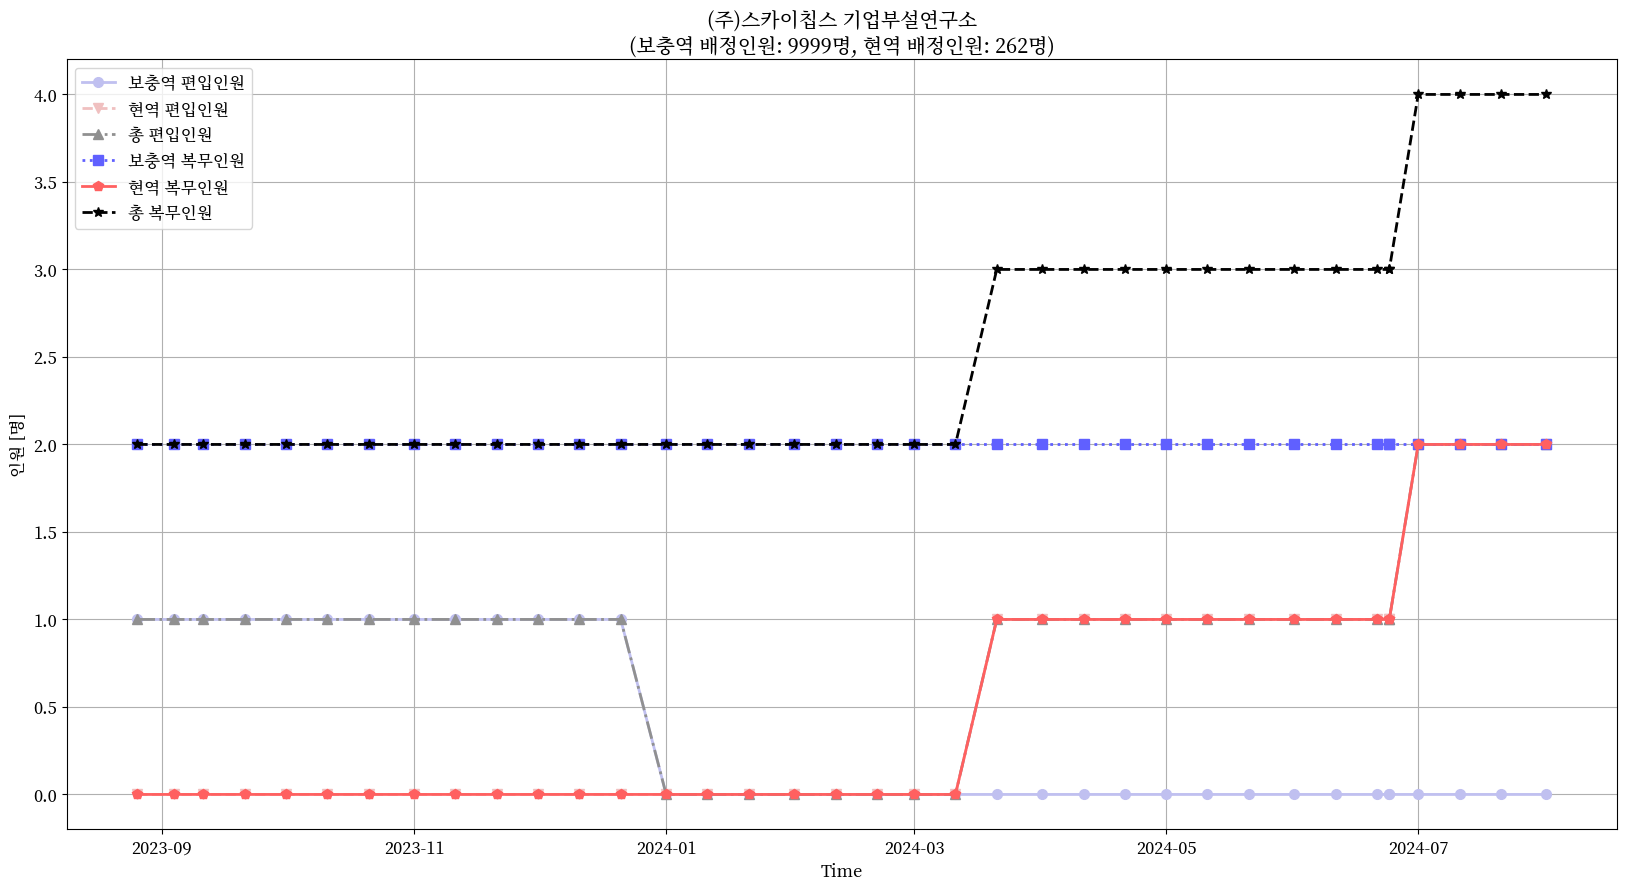 (주)스카이칩스 기업부설연구소
(보충역 배정인원: 9999명, 현역 배정인원: 262명)
보충역 편입인원
현역 편입인원
총 편입인원
보충역 복무인원
현역 복무인원
총 복무인원
인원 [명]
4.0
3.5
3.0
2.5
2.0
1.5
1.0
0.5
0.0
2023-09
2023-11
2024-01
2024-03
2024-05
2024-07
Time